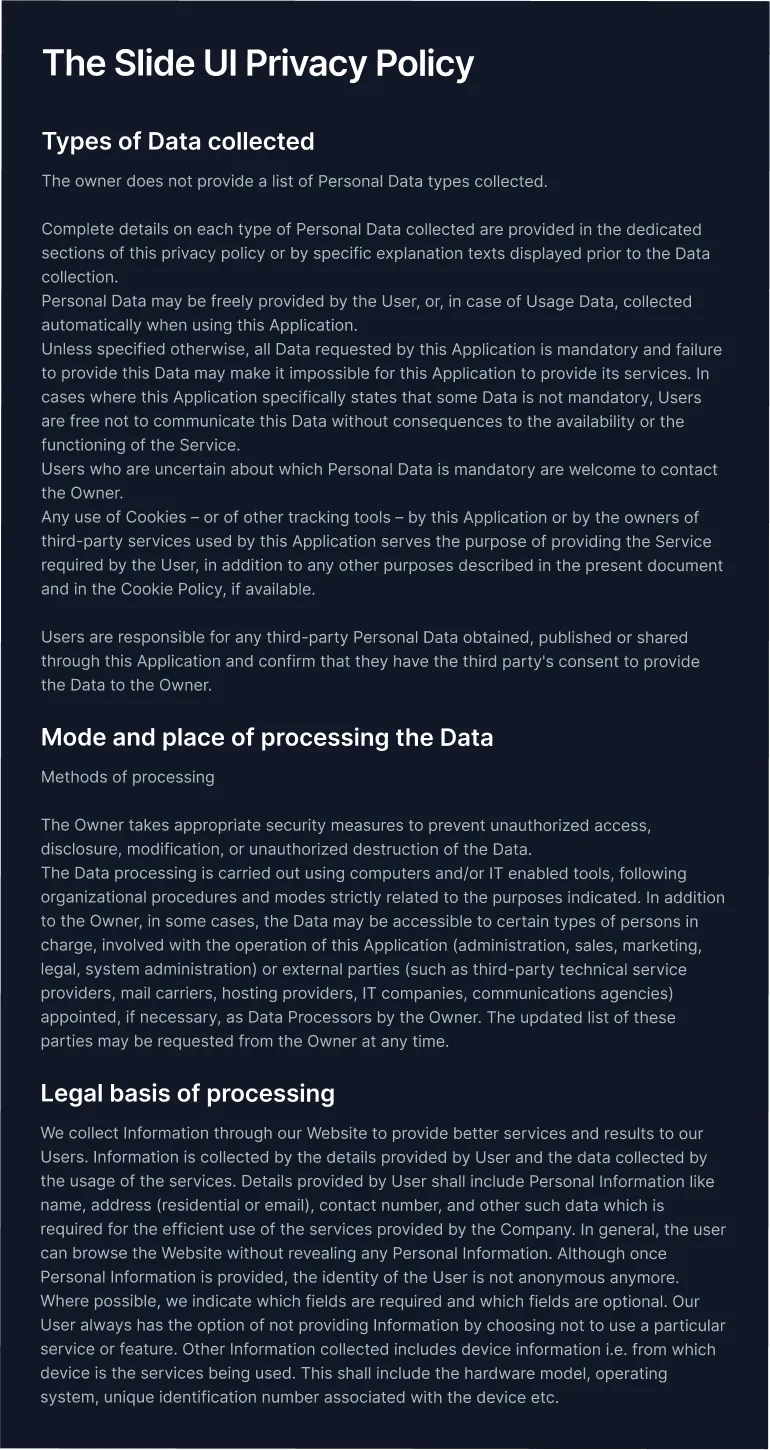 The Slide UI Privacy Policy
Types of Data collected
The owner does not provide a list of Personal Data types collected.
Complete details on each type of Personal Data collected are provided in the dedicated
sections of this privacy policy or by specific explanation texts displayed prior to the Data
collection.
Personal Data may be freely provided by the User, or, in case of Usage Data, collected
automatically when using this Application.
Unless specified otherwise, all Data requested by this Application is mandatory and failure
to provide this Data may make it impossible for this Application to provide its services. In
cases where this Application specifically states that some Data is not mandatory, Users
are free not to communicate this Data without consequences to the availability or the
functioning of the Service.
Users who are uncertain about which Personal Data is mandatory are welcome to contact
the Owner.
Any use of Cookies – or of other tracking tools – by this Application or by the owners of
third-party services used by this Application serves the purpose of providing the Service
required by the User, in addition to any other purposes described in the present document
and in the Cookie Policy, if available.
Users are responsible for any third-party Personal Data obtained, published or shared
through this Application and confirm that they have the third party's consent to provide
the Data to the Owner.
Mode and place of processing the Data
Methods of processing
The Owner takes appropriate security measures to prevent unauthorized access,
disclosure, modification, or unauthorized destruction of the Data.
The Data processing is carried out using computers and/or IT enabled tools, following
organizational procedures and modes strictly related to the purposes indicated. In addition
to the Owner, in some cases, the Data may be accessible to certain types of persons in
charge, involved with the operation of this Application (administration, sales, marketing,
legal, system administration) or external parties (such as third-party technical service
providers, mail carriers, hosting providers, IT companies, communications agencies)
appointed, if necessary, as Data Processors by the Owner. The updated list of these
parties may be requested from the Owner at any time.
Legal basis of processing
We collect Information through our Website to provide better services and results to our
Users. Information is collected by the details provided by User and the data collected by
the usage of the services. Details provided by User shall include Personal Information like
name, address (residential or email), contact number, and other such data which is
required for the efficient use of the services provided by the Company. In general, the user
can browse the Website without revealing any Personal Information. Although once
Personal Information is provided, the identity of the User is not anonymous anymore.
Where possible, we indicate which fields are required and which fields are optional. Our
User always has the option of not providing Information by choosing not to use a particular
service or feature. Other Information collected includes device information i.e. from which
device is the services being used. This shall include the hardware model, operating
system, unique identification number associated with the device etc.